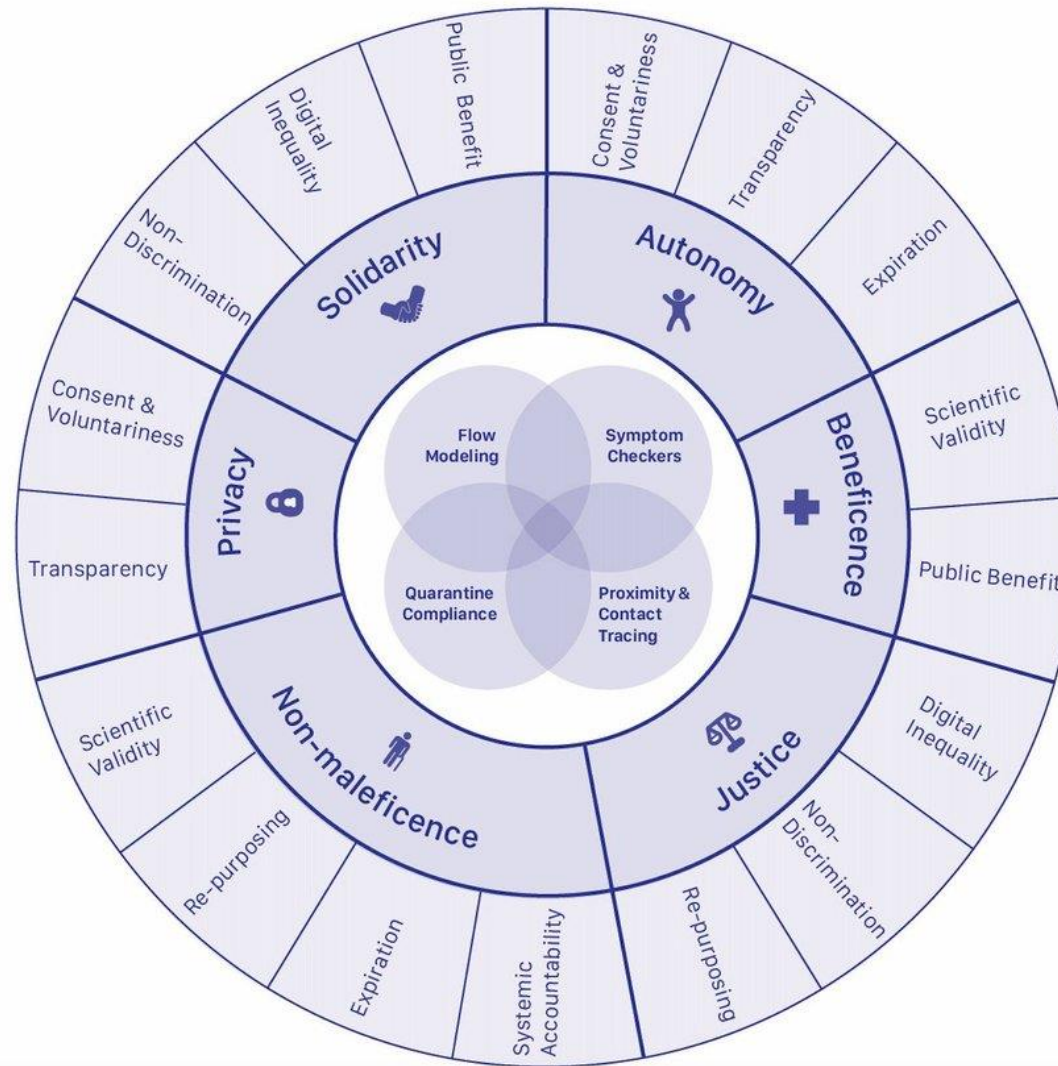 Public Benefit
Consent &
Voluntariness
Transparency
Expiration
Scientific
Validity
Public Benefit
Digital
Inequality
Non-
Discrimination
Re-purposing
Systemic
Accountability
Expiration
Re-purposing
Scientific
Validity
Transparency
Consent &
Voluntariness
Non-
Discrimination
Digital
Inequality
Solidarity
Autonomy
Beneficence
Justice
Non-maleficence
Privacy
Flow
Modeling
Symptom
Checkers
Quarantine
Compliance
Proximity &
Contact
Tracing